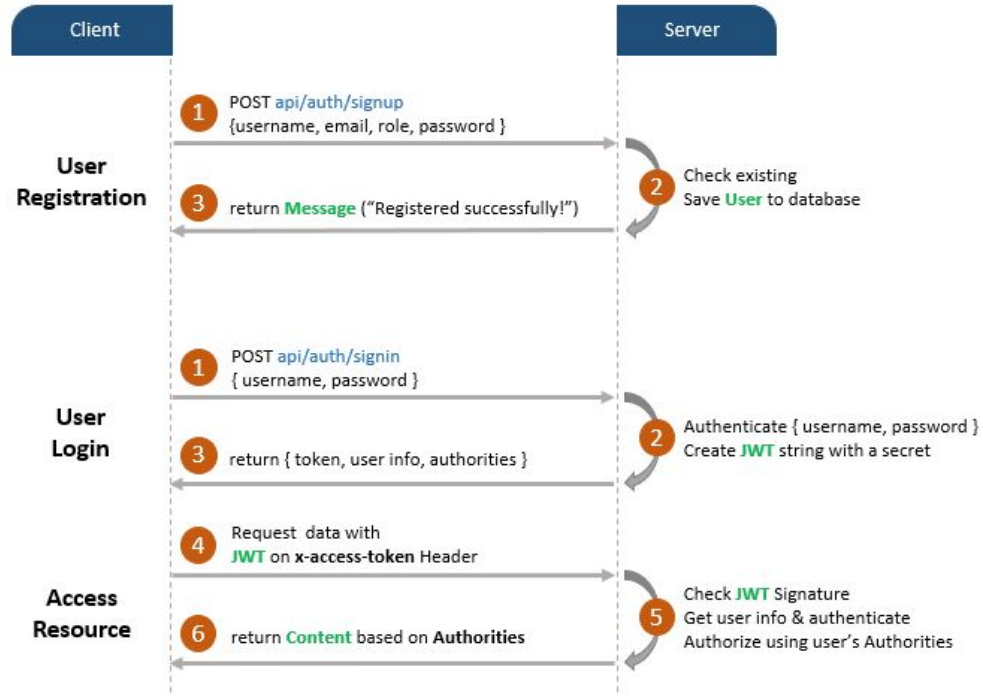 Client
Server
User
Registration
1
POST api/auth/signup
{username, email, role, password }
2
Check existing
Save User to database
3
return Message (“Registered successfully!”)
User
Login
1
POST api/auth/signin
{ username, password }
2
Authenticate { username, password }
Create JWT string with a secret
3
return { token, user info, authorities }
Access
Resource
4
Request  data with
JWT on x-access-token Header
5
Check JWT Signature
Get user info & authenticate
Authorize using user’s Authorities
6
return Content based on Authorities